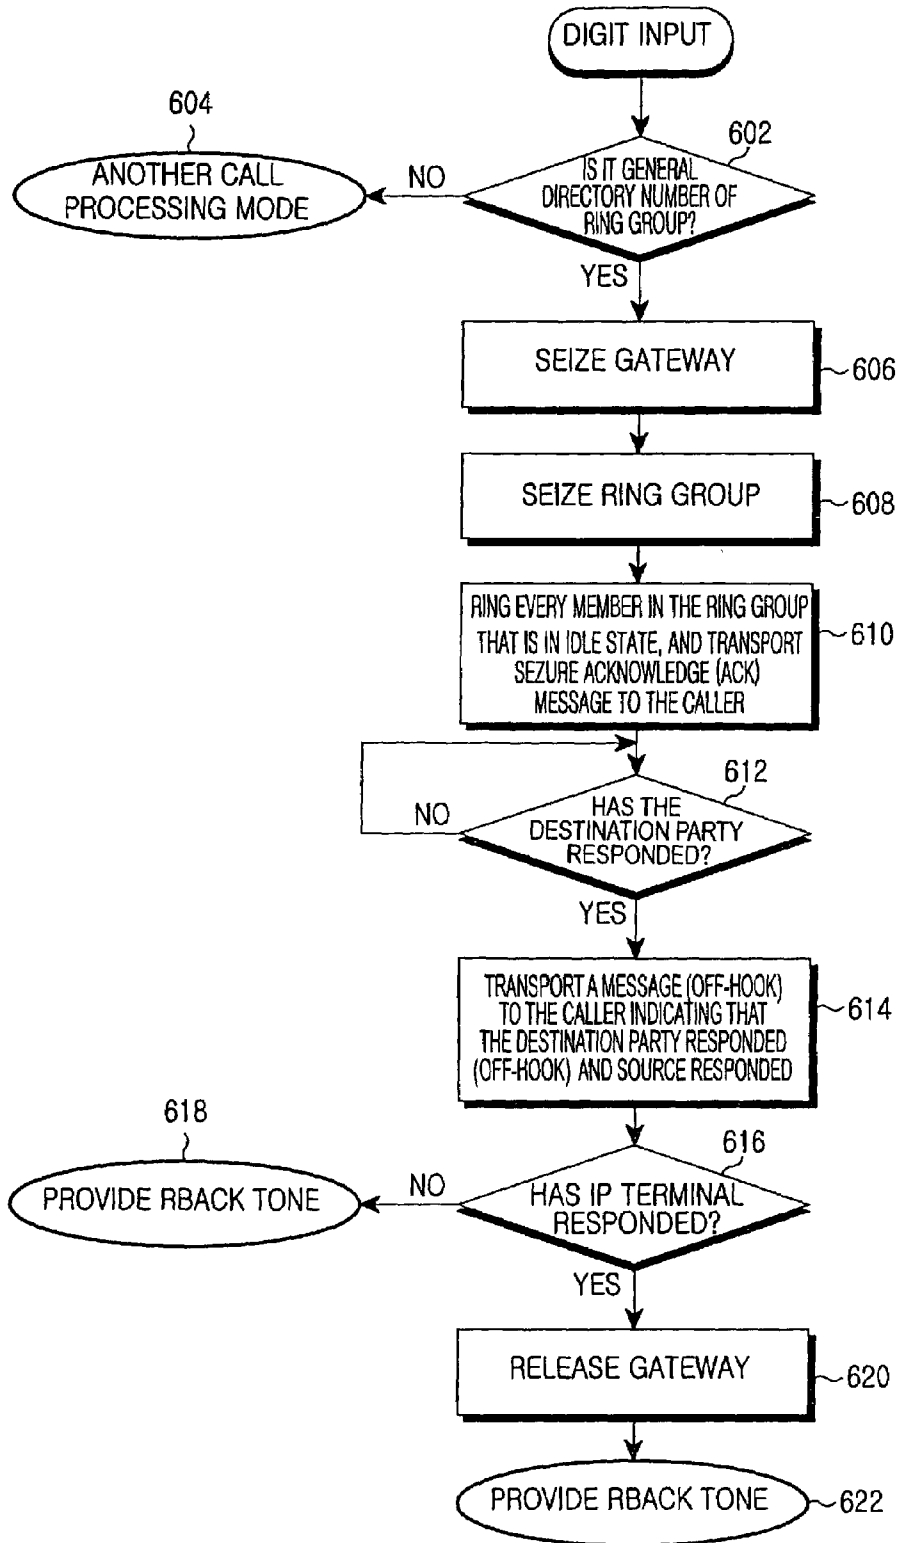 DIGIT INPUT
604
602
ANOTHER CALL
PROCESSING MODE
NO
IS IT GENERAL
DIRECTORY NUMBER OF
RING GROUP?
YES
SEIZE GATEWAY
606
SEIZE RING GROUP
608
RING EVERY MEMBER IN THE RING GROUP
THAT IS IN IDLE STATE, AND TRANSPORT
SEZURE ACKNOWLEDGE (ACK)
MESSAGE TO THE CALLER
610
612
NO
HAS THE
DESTINATION PARTY
RESPONDED?
YES
TRANSPORT A MESSAGE (OFF-HOOK)
TO THE CALLER INDICATING THAT
THE DESTINATION PARTY RESPONDED
(OFF-HOOK) AND SOURCE RESPONDED
614
618
616
PROVIDE RBACK TONE
NO
HAS IP TERMINAL
RESPONDED?
YES
RELEASE GATEWAY
620
PROVIDE RBACK TONE
622